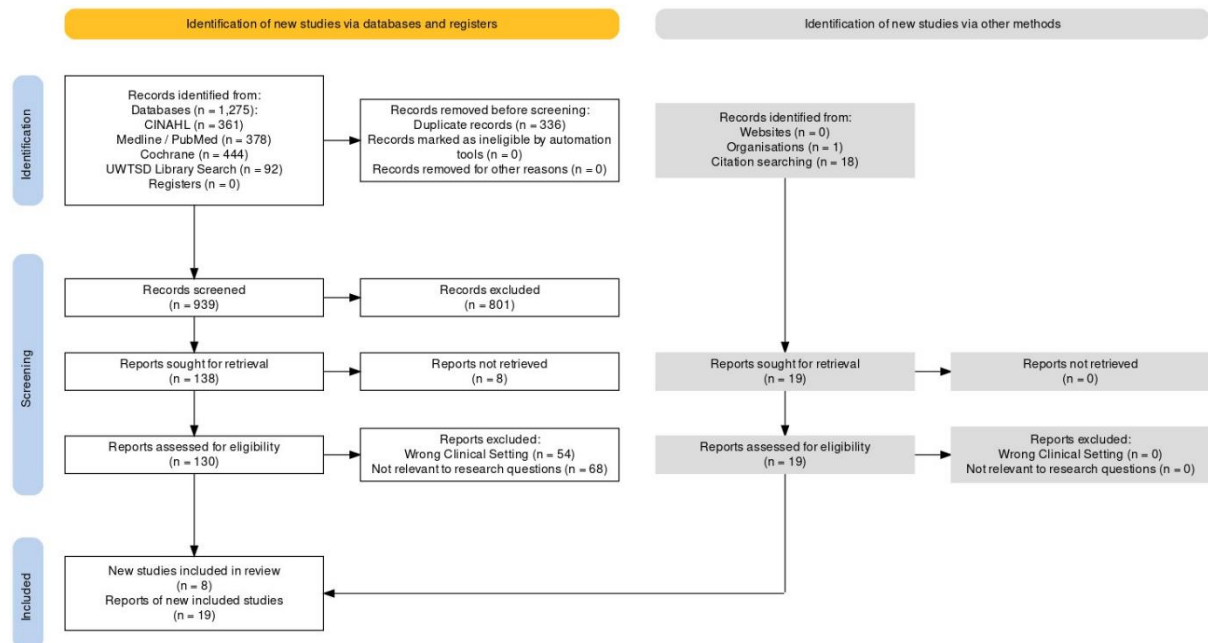 Identification of new studies via databases and registers
Identification of new studies via other methods
Identification
Records identified from:
Databases (n = 1,275):
CINAHL (n = 361)
Medline / PubMed (n = 378)
Cochrane (n = 444)
UWTSD Library Search (n = 92)
Registers (n = 0)
Records removed before screening:
Duplicate records (n = 336)
Records marked as ineligible by automation
tools (n = 0)
Records removed for other reasons (n = 0)
Records identified from:
Websites (n = 0)
Organisations (n = 1)
Citation searching (n = 18)
Screening
Records screened
(n = 939)
Records excluded
(n = 801)
Reports sought for retrieval
(n = 138)
Reports not retrieved
(n = 8)
Reports sought for retrieval
(n = 19)
Reports not retrieved
(n = 0)
Reports assessed for eligibility
(n = 130)
Reports excluded:
Wrong Clinical Setting (n = 54)
Not relevant to research questions (n = 68)
Reports assessed for eligibility
(n = 19)
Reports excluded:
Wrong Clinical Setting (n = 0)
Not relevant to research questions (n = 0)
Included
New studies included in review
(n = 8)
Reports of new included studies
(n = 19)